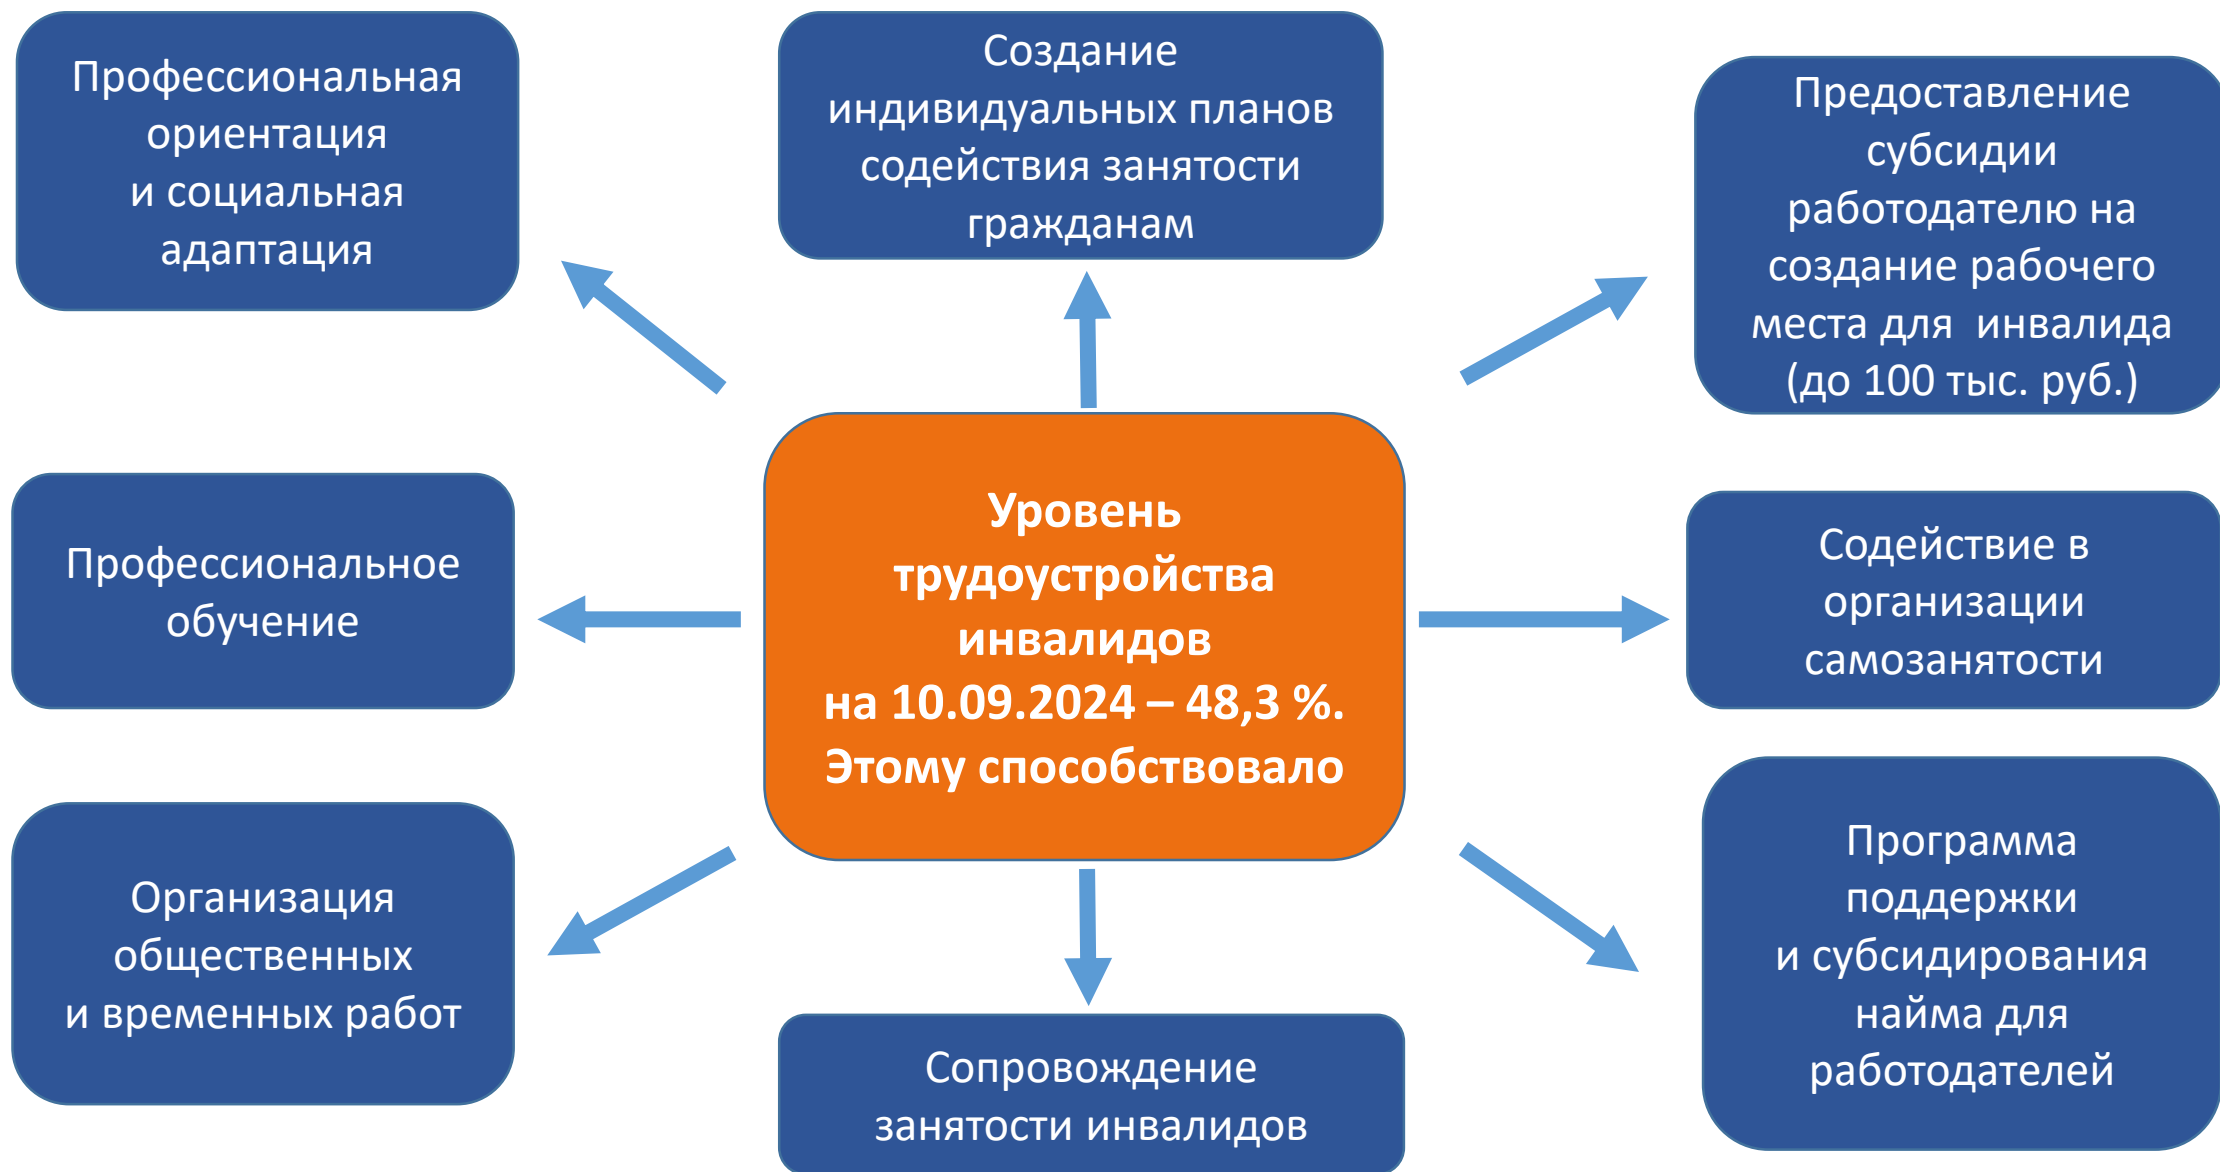 Профессиональная
ориентация
и социальная
адаптация
Создание
индивидуальных планов
содействия занятости
гражданам
Предоставление
субсидии
работодателю на
создание рабочего
места для  инвалида
(до 100 тыс. руб.)
Профессиональное
обучение
Уровень
трудоустройства
инвалидов
на 10.09.2024 – 48,3 %.
Этому способствовало
Содействие в
организации
самозанятости
Организация
общественных
и временных работ
Сопровождение
занятости инвалидов
Программа
поддержки
и субсидирования
найма для
работодателей